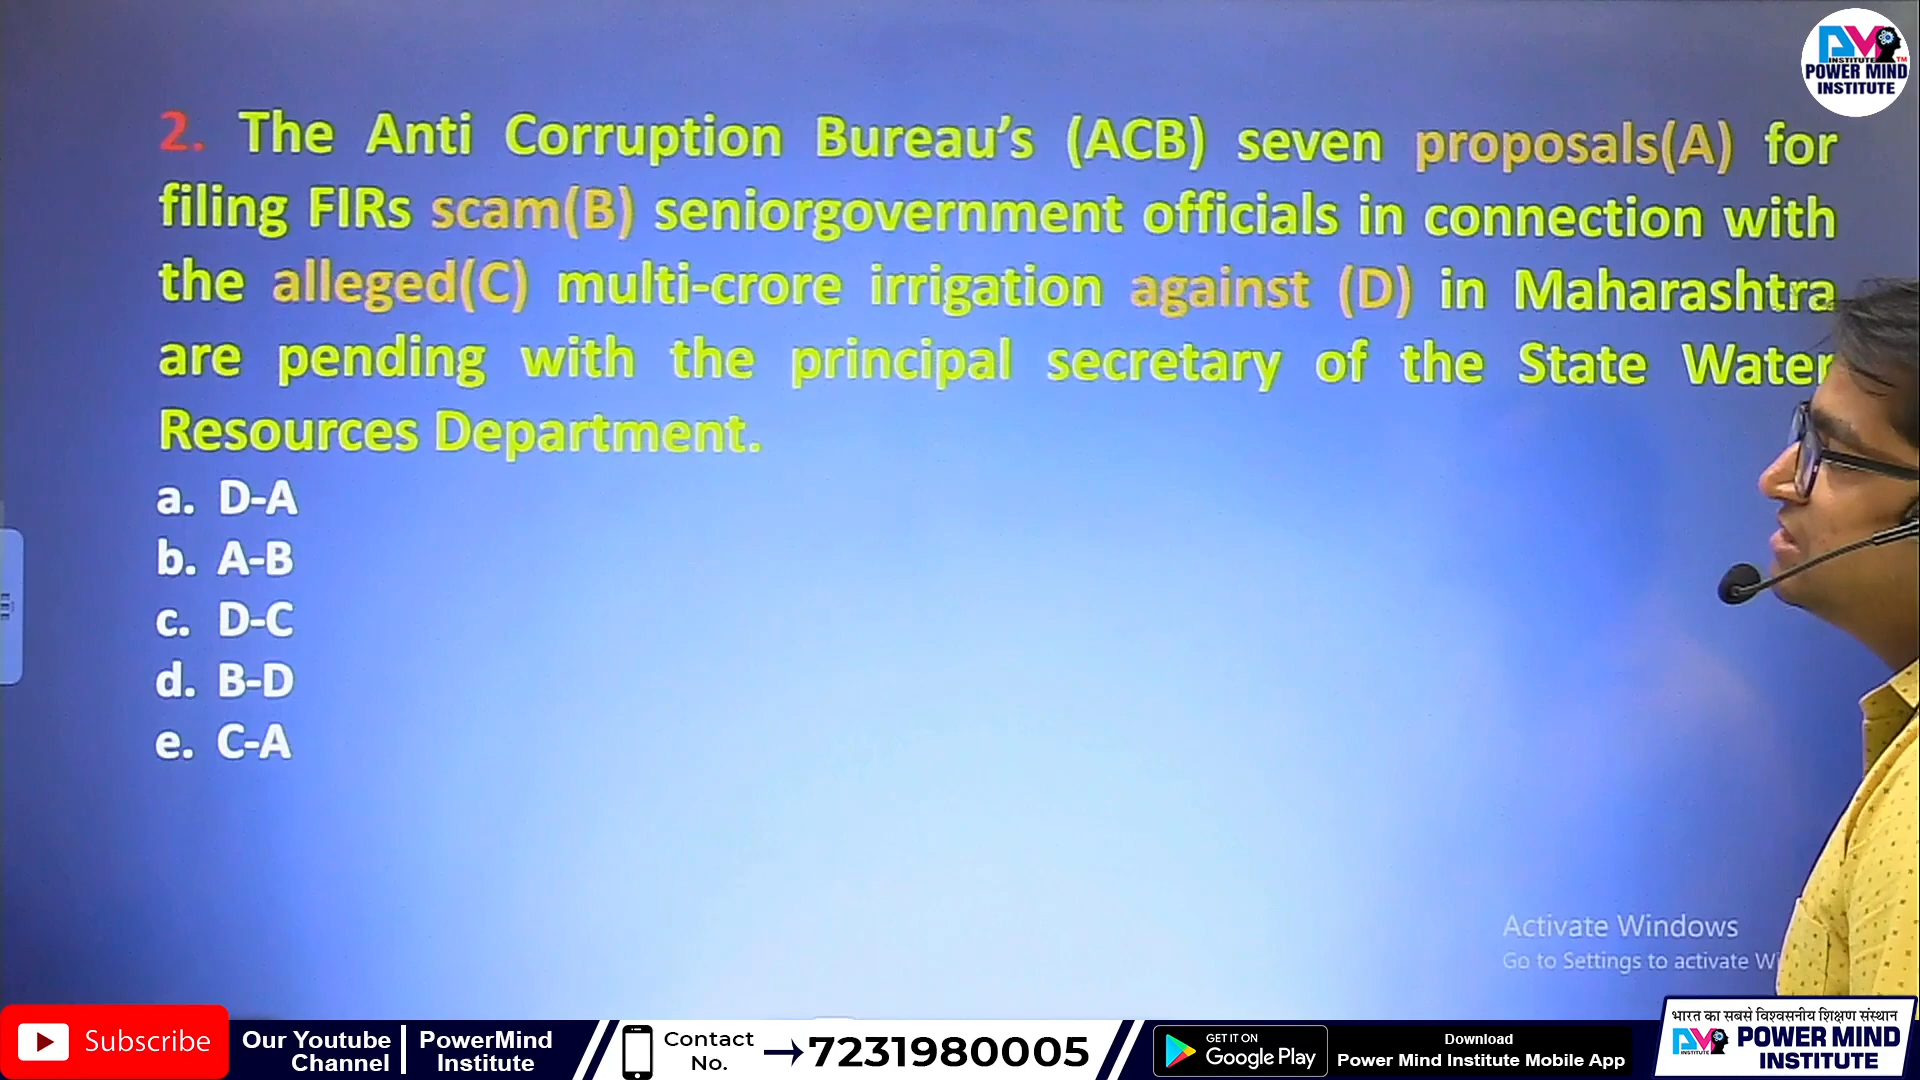 POWER MIND
INSTITUTE
2. The Anti Corruption Bureau's (ACB) seven proposals(A) for
filing FIRs scam(B) seniorgovernment officials in connection with
the alleged(C) multi-crore irrigation against (D) in Maharashtra
are pending with the principal secretary of the State Water
Resources Department.
a. D-A
b. A-B
c. D-C
d. B-D
e. C-A
Activate Windows
Go to Settings to activate
Subscribe
Our Youtube
Channel
PowerMind
Institute
Contact
No.
7231980005
GET IT ON
Google Play
Download
Power Mind Institute Mobile App
भारत का सबसे विश्वसनीय शिक्षण संस्थान
POWER MIND
INSTITUTE